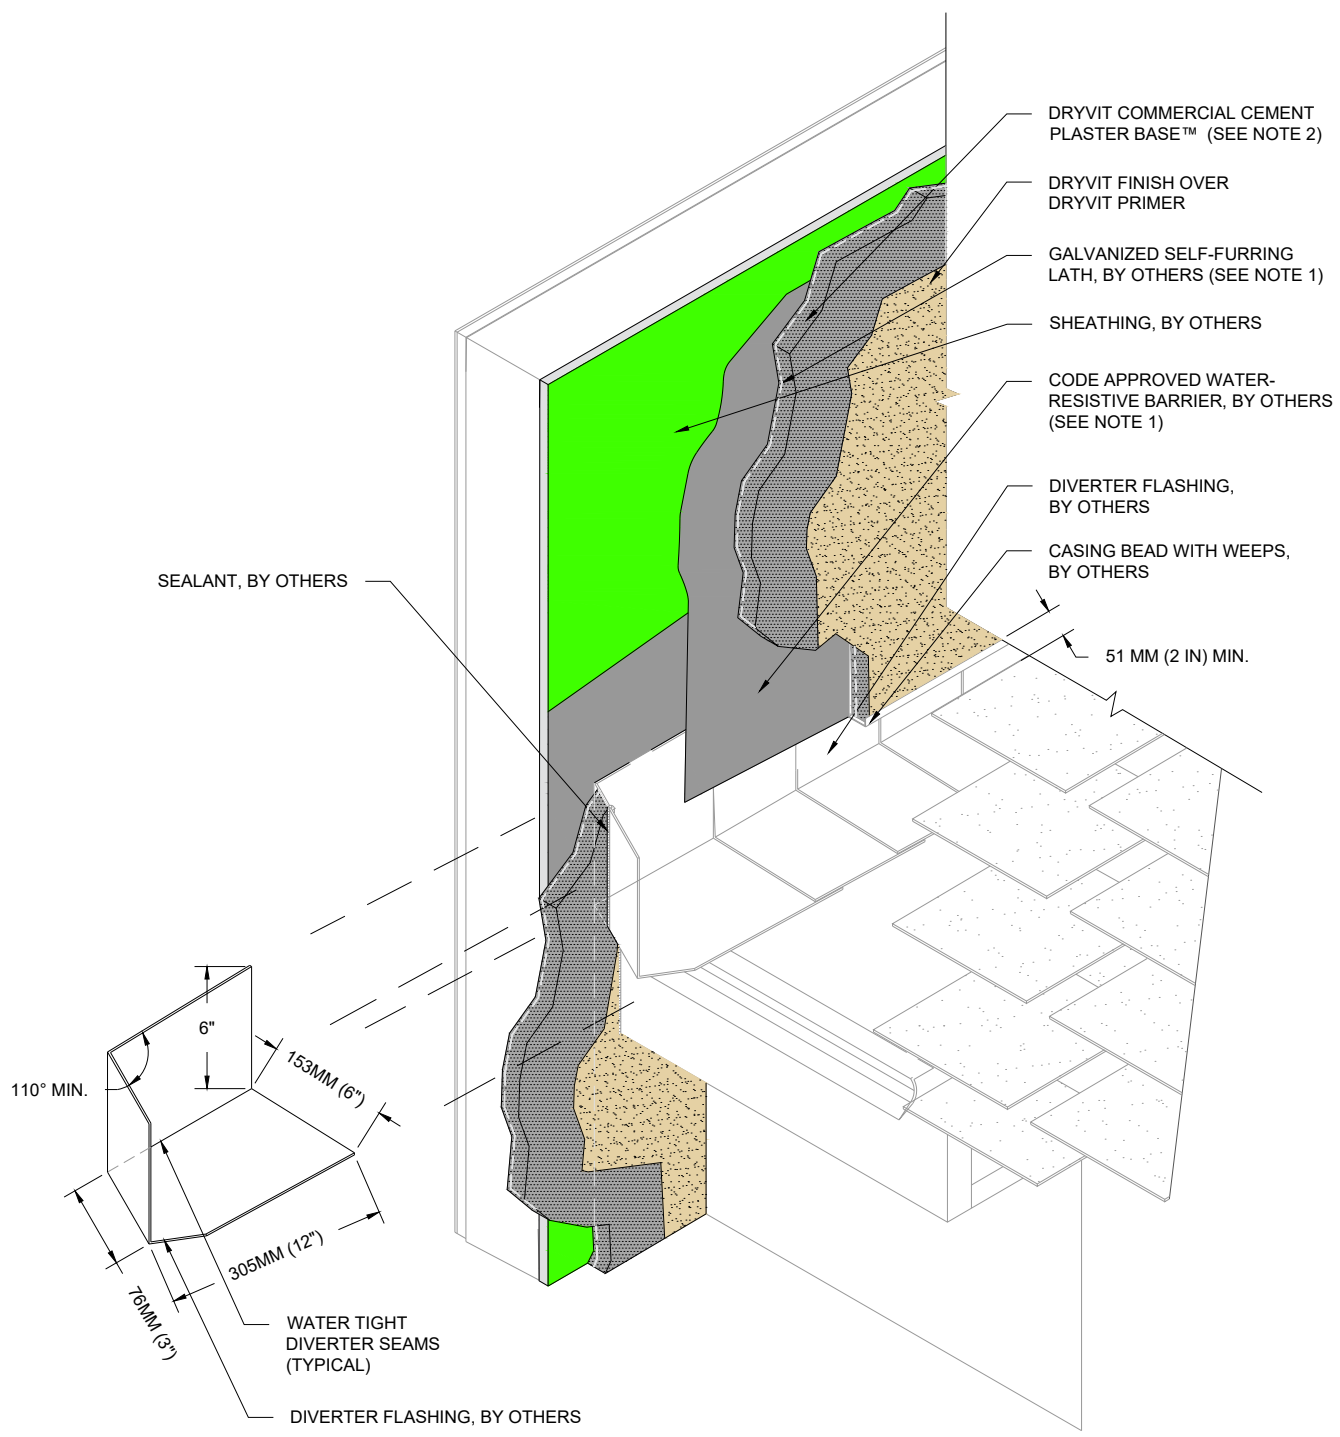 DRYVIT COMMERCIAL CEMENT
PLASTER BASE™ (SEE NOTE 2)
DRYVIT FINISH OVER
DRYVIT PRIMER
GALVANIZED SELF-FURRING
LATH, BY OTHERS (SEE NOTE 1)
SHEATHING, BY OTHERS
CODE APPROVED WATER-
RESISTIVE BARRIER, BY OTHERS
(SEE NOTE 1)
DIVERTER FLASHING,
BY OTHERS
CASING BEAD WITH WEEPS,
BY OTHERS
SEALANT, BY OTHERS
51 MM (2 IN) MIN.
6"
153MM (6")
110° MIN.
305MM (12")
76MM (3")
WATER TIGHT
DIVERTER SEAMS
(TYPICAL)
DIVERTER FLASHING, BY OTHERS